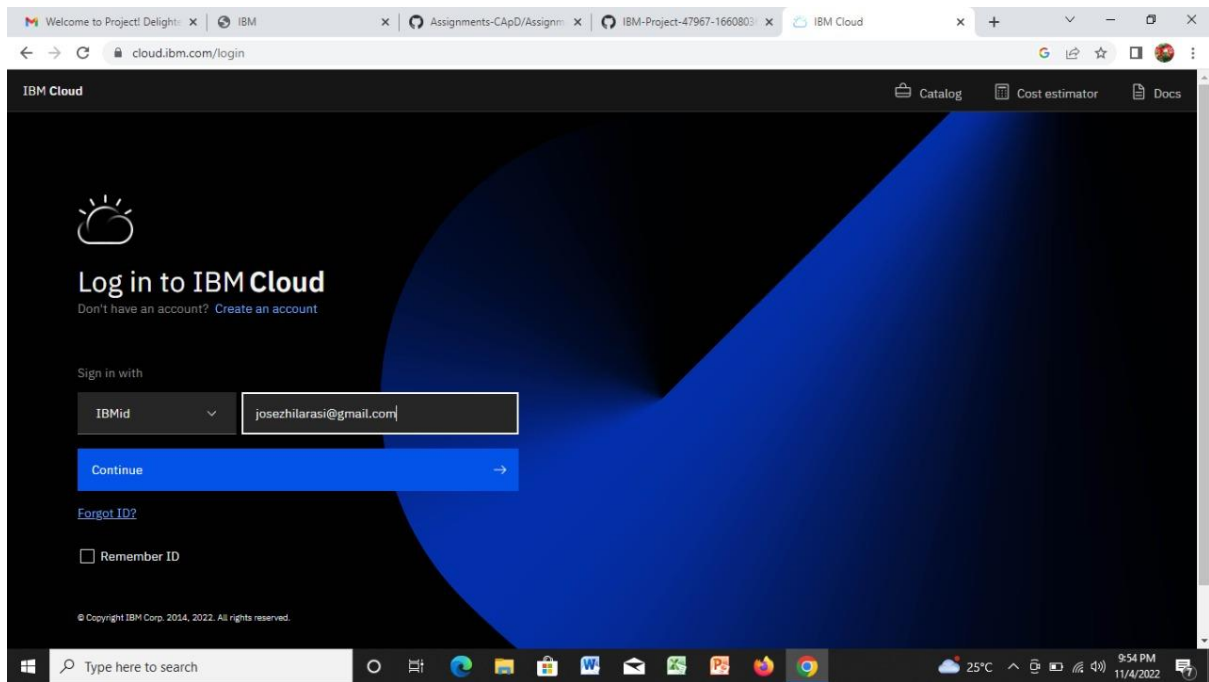 Welcome to Project! Delight
IBM
Assignments-CApD/Assignm
IBM-Project-47967-1660803
IBM Cloud
cloud.ibm.com/login
G
IBM Cloud
Catalog
Cost estimator
Docs
Log in to IBM Cloud
Don't have an account? Create an account
Sign in with
IBMid
josezhilarasi@gmail.com
Continue
Forgot ID?
Remember ID
© Copyright IBM Corp. 2014, 2022. All rights reserved.
Type here to search
25°C
9:54 PM
11/4/2022
7